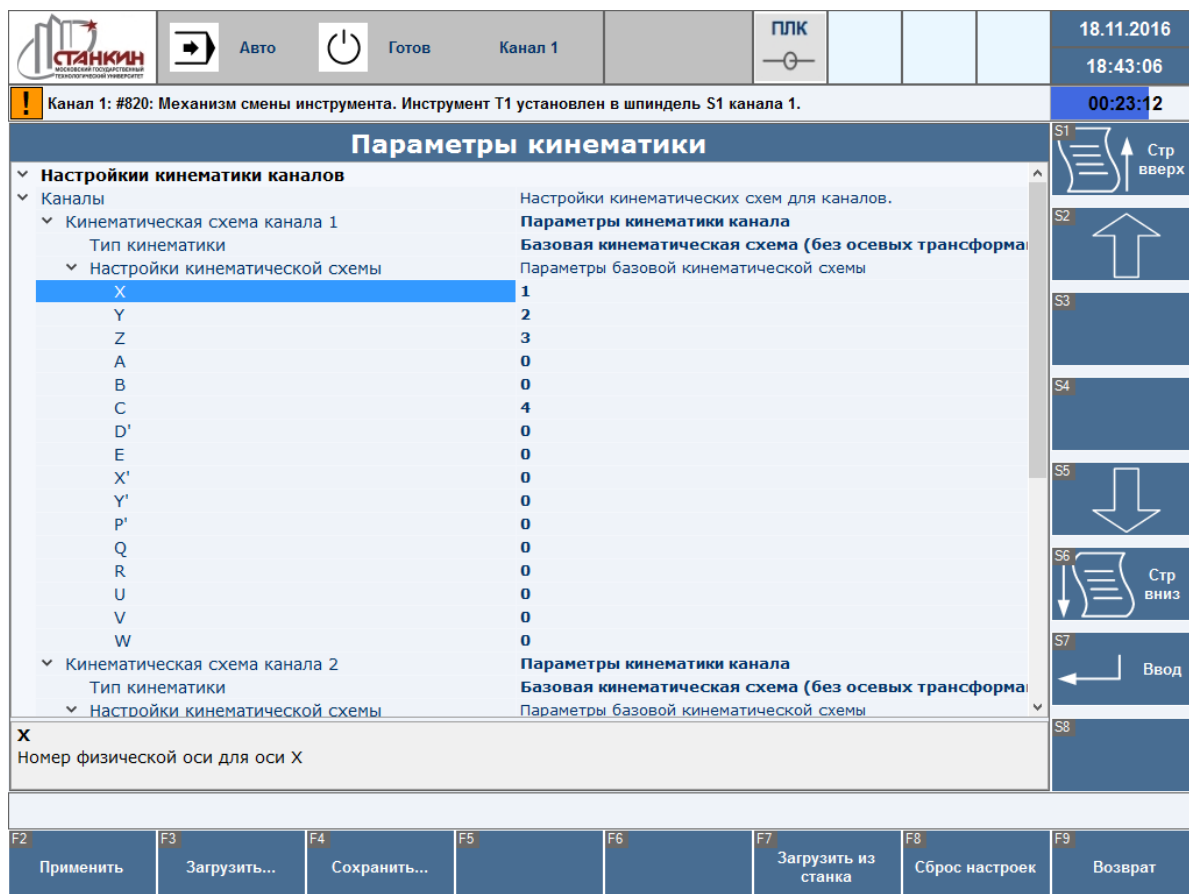 СТАНКИН
МОСКОВСКИЙ ГОСУДАРСТВЕННЫЙ
ТЕХНОЛОГИЧЕСКИЙ УНИВЕРСИТЕТ
Авто
Готов
Канал 1
ПЛК
18.11.2016
18:43:06
! Канал 1: #820: Механизм смены инструмента. Инструмент T1 установлен в шпиндель S1 канала 1.
00:23:12
Параметры кинематики
Настройкии кинематики каналов
Каналы Настройки кинематических схем для каналов.
Кинематическая схема канала 1 Параметры кинематики канала
Тип кинематики Базовая кинематическая схема (без осевых трансформа
Настройки кинематической схемы Параметры базовой кинематической схемы
X 1
Y 2
Z 3
A 0
B 0
C 4
D' 0
E 0
X' 0
Y' 0
P' 0
Q 0
R 0
U 0
V 0
W 0
Кинематическая схема канала 2 Параметры кинематики канала
Тип кинематики Базовая кинематическая схема (без осевых трансформа
Настройки кинематической схемы Параметры базовой кинематической схемы
X
Номер физической оси для оси X
S1 Стр вверх
S2
S3
S4
S5
S6 Стр вниз
S7 Ввод
S8
F2 Применить
F3 Загрузить...
F4 Сохранить...
F5
F6
F7 Загрузить из станка
F8 Сброс настроек
F9 Возврат